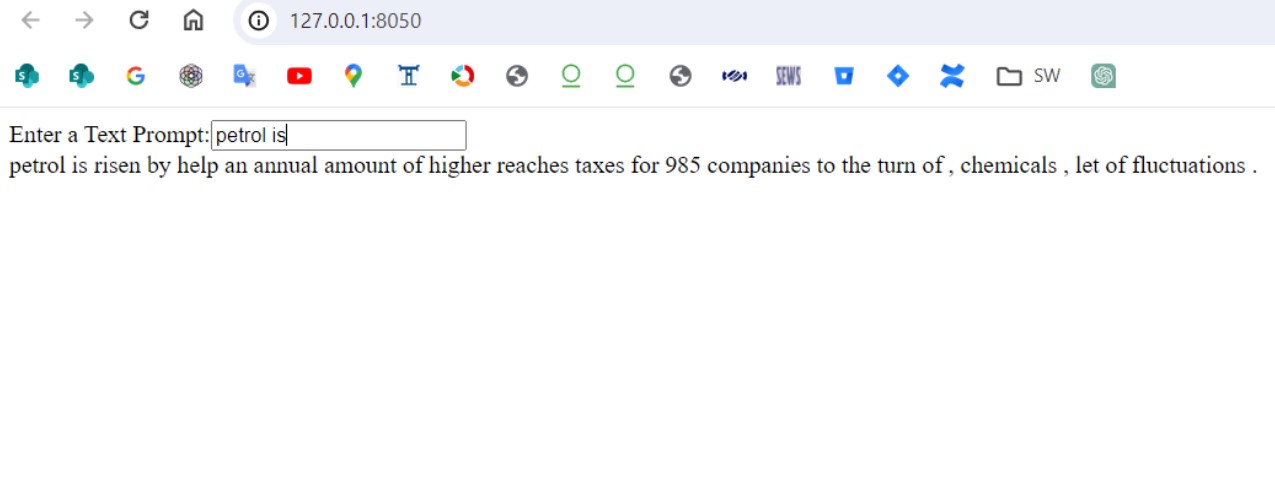 127.0.0.1:8050
SEWS SW
Enter a Text Prompt: petrol is
petrol is risen by help an annual amount of higher reaches taxes for 985 companies to the turn of , chemicals , let of fluctuations .